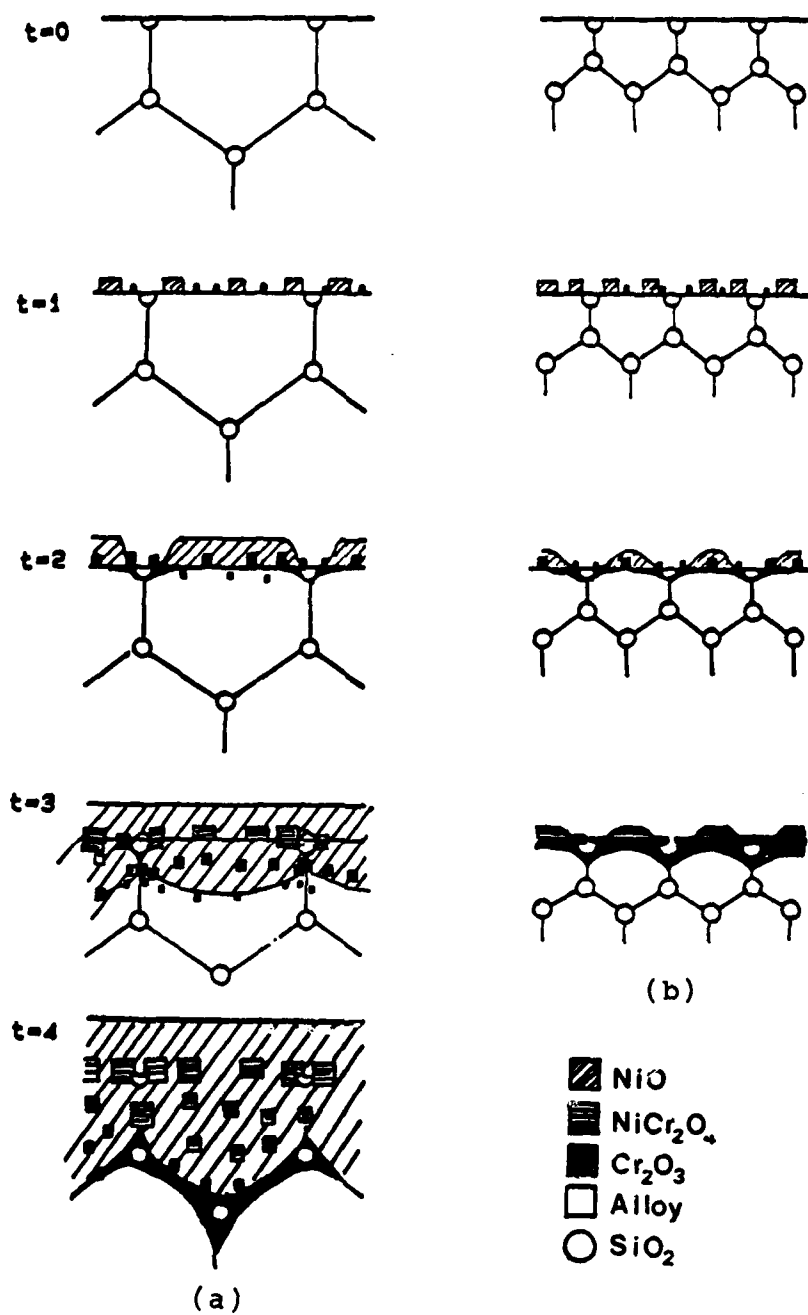 t=0
t=1
t=2
t=3
t=4
(a)
(b)
NiO
NiCr₂O₄
Cr₂O₃
Alloy
SiO₂